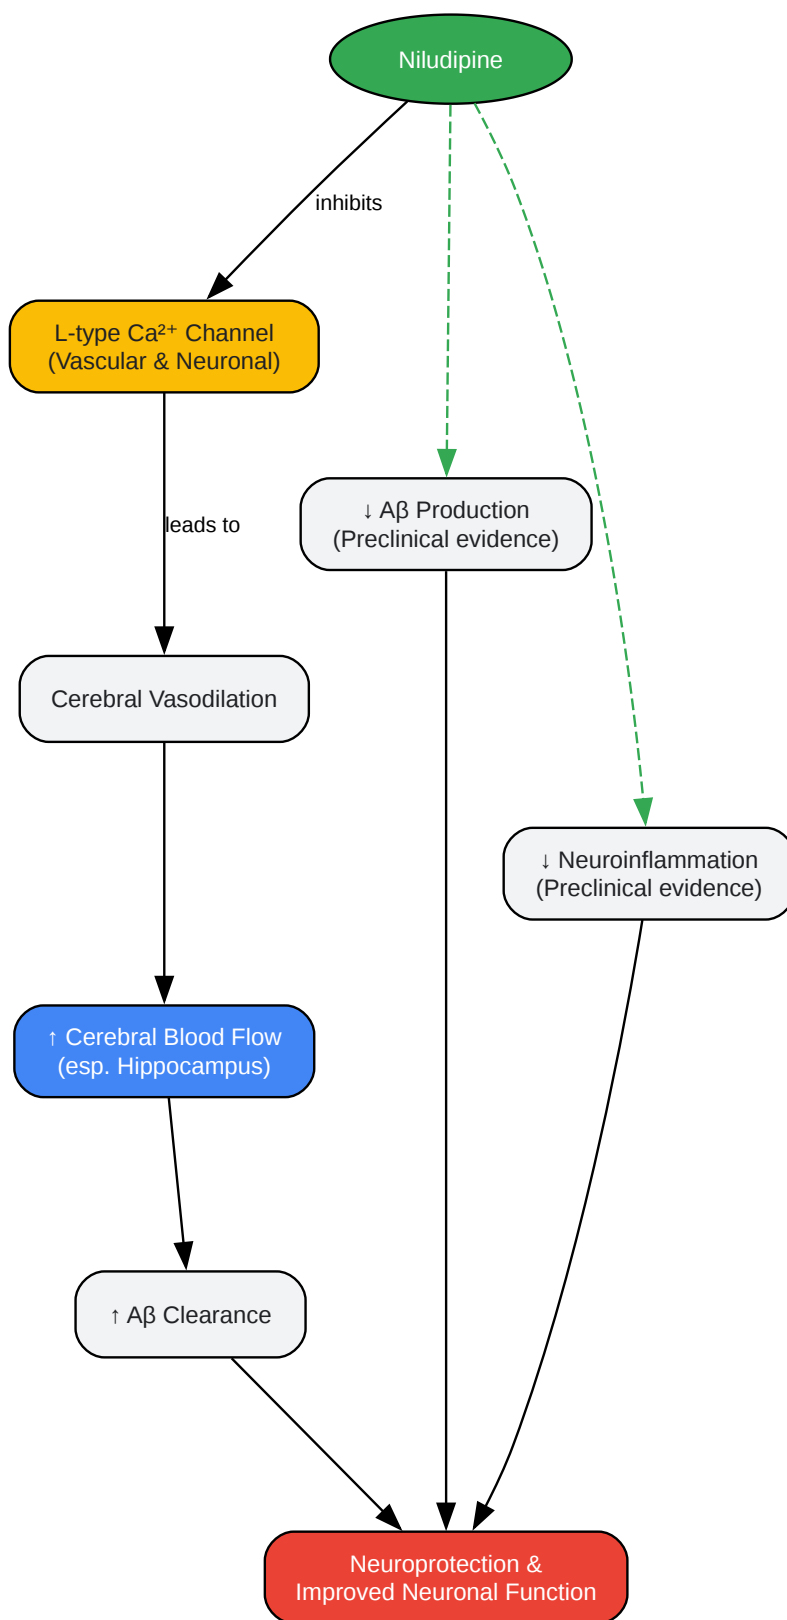 Niludipine
inhibits
L-type Ca²⁺ Channel
(Vascular & Neuronal)
↓ Aβ Production
(Preclinical evidence)
leads to
Cerebral Vasodilation
↓ Neuroinflammation
(Preclinical evidence)
↑ Cerebral Blood Flow
(esp. Hippocampus)
↑ Aβ Clearance
Neuroprotection &
Improved Neuronal Function